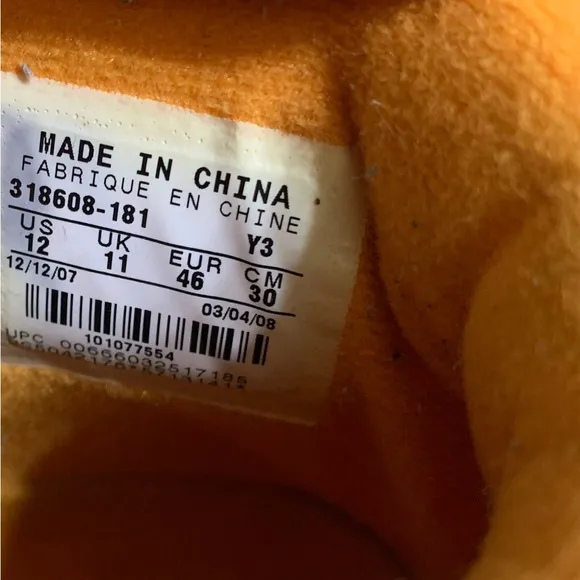 MADE IN CHINA
FABRIQUE EN CHINE
318608-181 Y3
US UK EUR CM
12 11 46 30
12/12/07 03/04/08
101077554
UPC 00666032517185